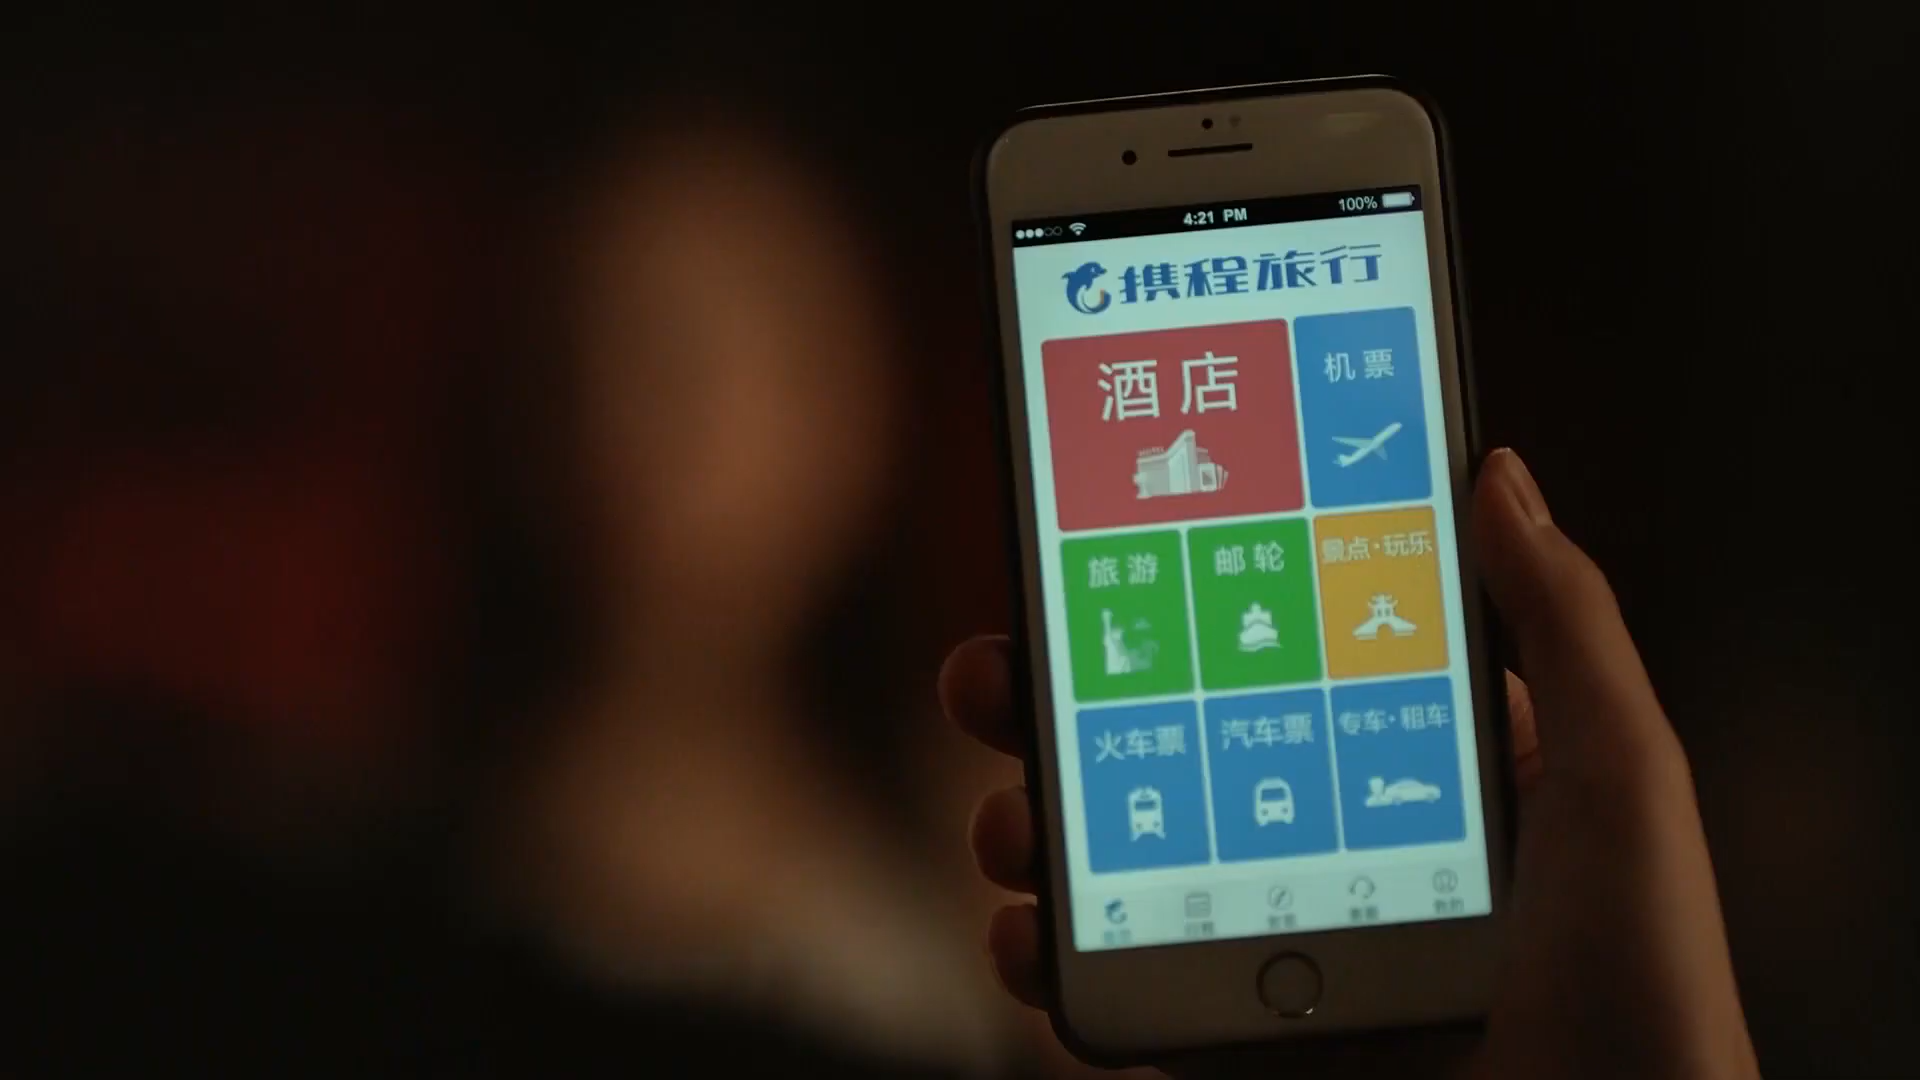 4:21 PM
100%
携程旅行
酒店
机票
HOTEL
旅游
邮轮
景点·玩乐
火车票
汽车票
专车·租车